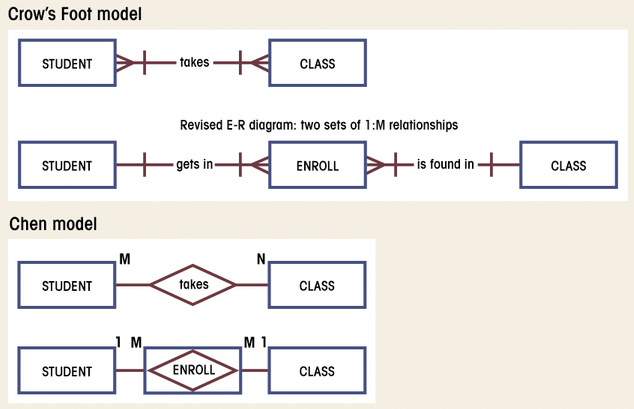 Crow's Foot model
STUDENT takes CLASS
Revised E-R diagram: two sets of 1:M relationships
STUDENT gets in ENROLL is found in CLASS
Chen model
M N
STUDENT takes CLASS
1 M M 1
STUDENT ENROLL CLASS